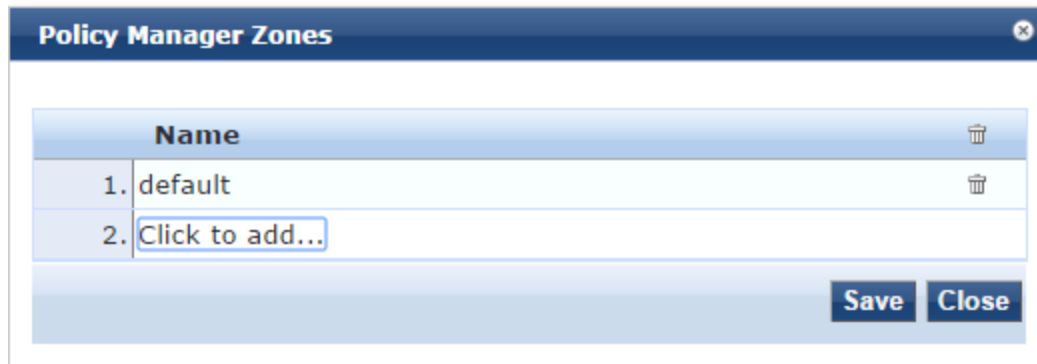 Policy Manager Zones
Name
1. default
2. Click to add...
Save Close